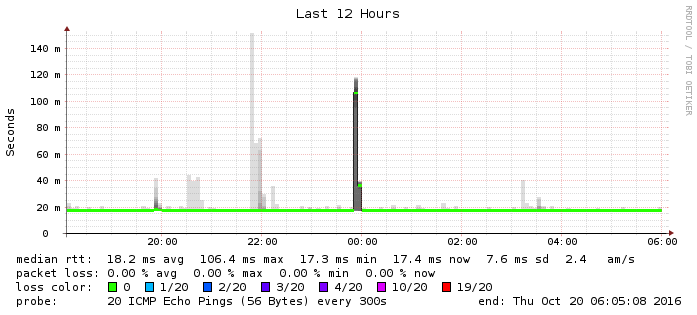 Last 12 Hours
RRDTOOL / TOBI OETIKER
Seconds
140 m
120 m
100 m
80 m
60 m
40 m
20 m
0
20:00 22:00 00:00 02:00 04:00 06:00
median rtt: 18.2 ms avg 106.4 ms max 17.3 ms min 17.4 ms now 7.6 ms sd 2.4 am/s
packet loss: 0.00 % avg 0.00 % max 0.00 % min 0.00 % now
loss color: 0 1/20 2/20 3/20 4/20 10/20 19/20
probe: 20 ICMP Echo Pings (56 Bytes) every 300s end: Thu Oct 20 06:05:08 2016